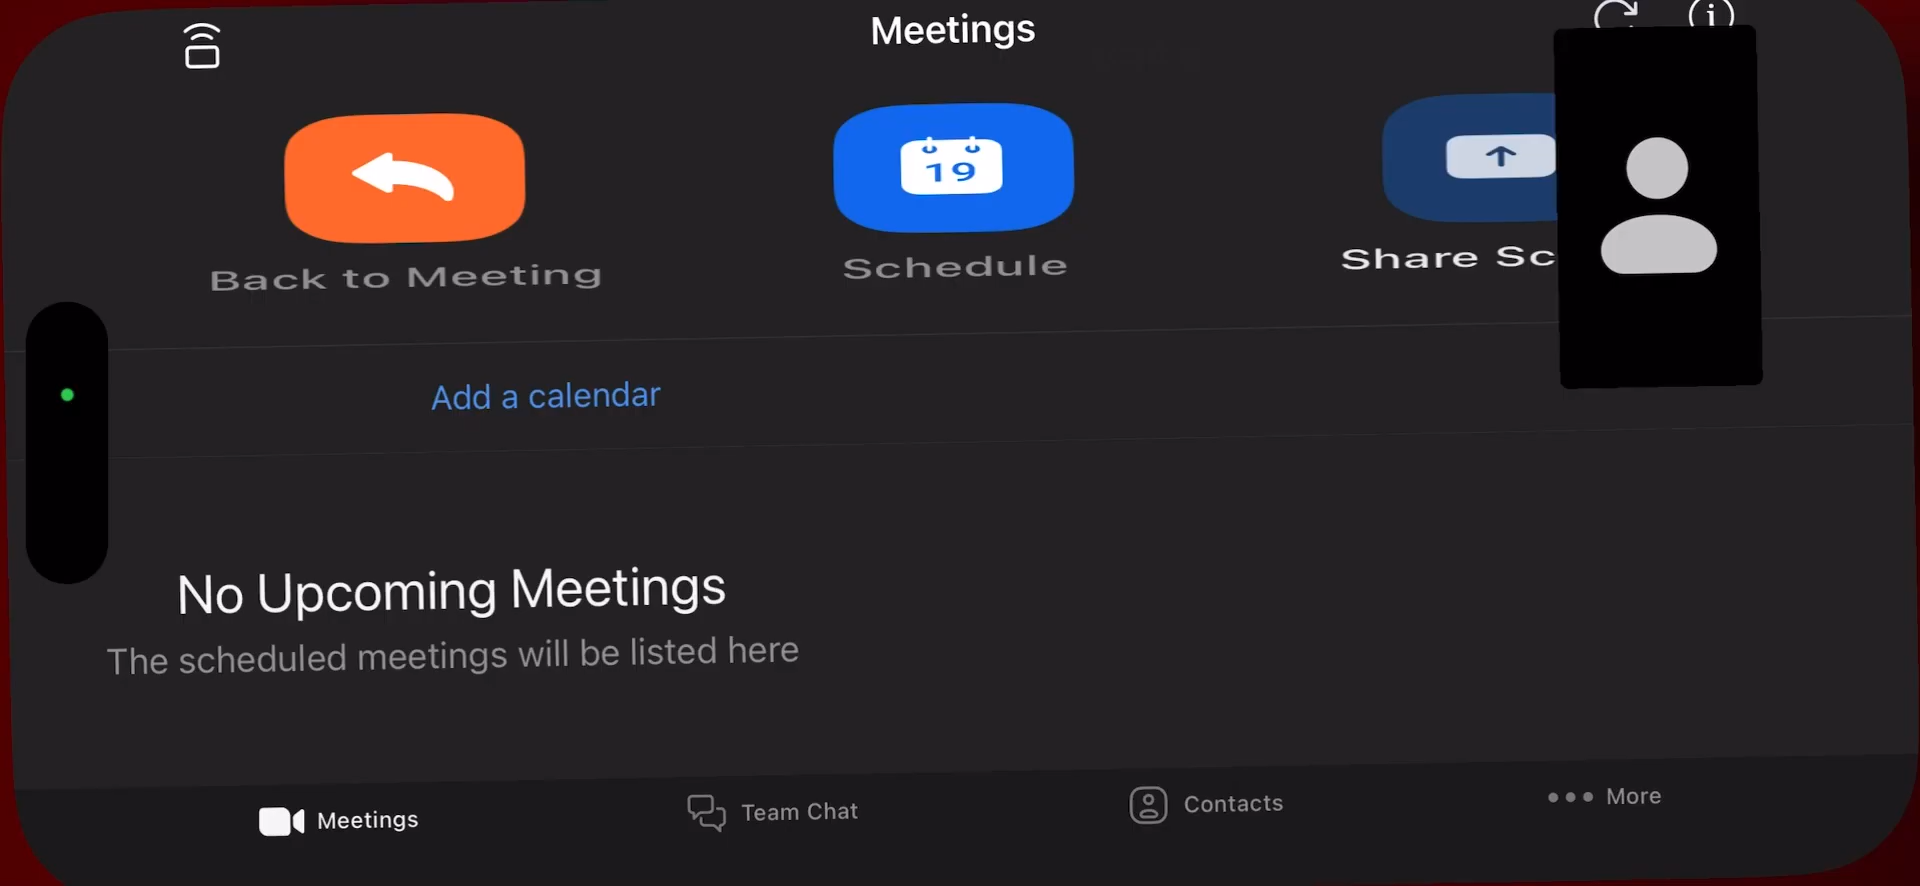 Meetings
19
Back to Meeting
Schedule
Share Sc
Add a calendar
No Upcoming Meetings
The scheduled meetings will be listed here
Meetings
Team Chat
Contacts
More